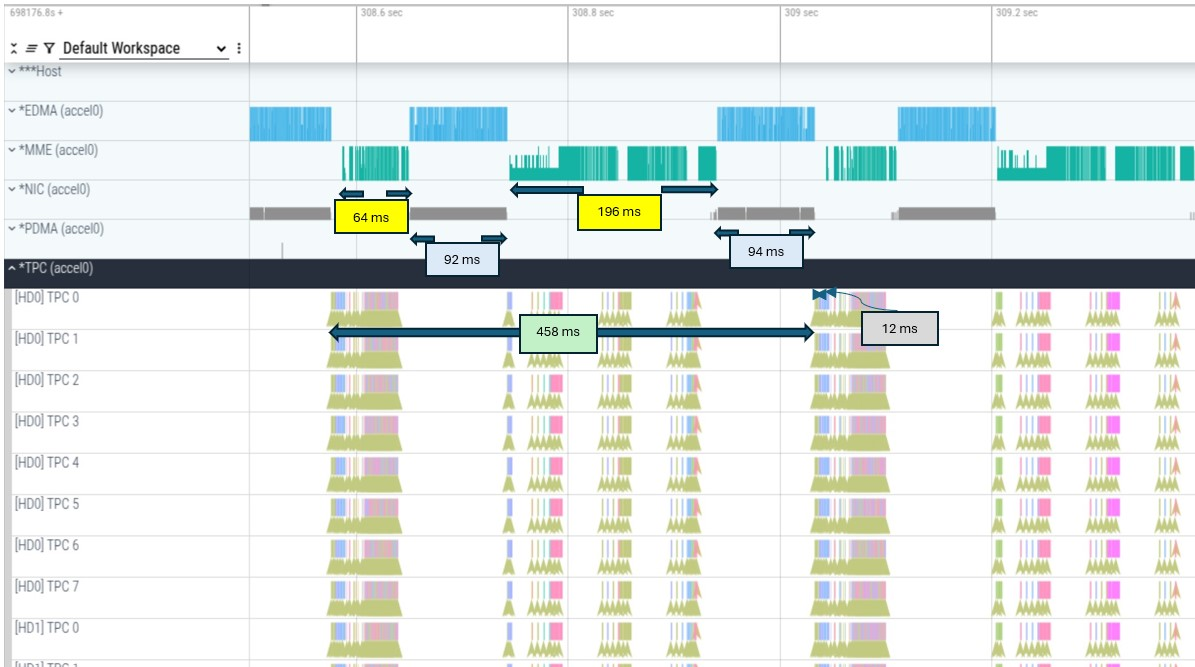 698176.8s +
308.6 sec
308.8 sec
309 sec
309.2 sec
Default Workspace
***Host
*EDMA (accel0)
*MME (accel0)
*NIC (accel0)
64 ms
196 ms
*PDMA (accel0)
92 ms
94 ms
*TPC (accel0)
[HD0] TPC 0
458 ms
12 ms
[HD0] TPC 1
[HD0] TPC 2
[HD0] TPC 3
[HD0] TPC 4
[HD0] TPC 5
[HD0] TPC 6
[HD0] TPC 7
[HD1] TPC 0